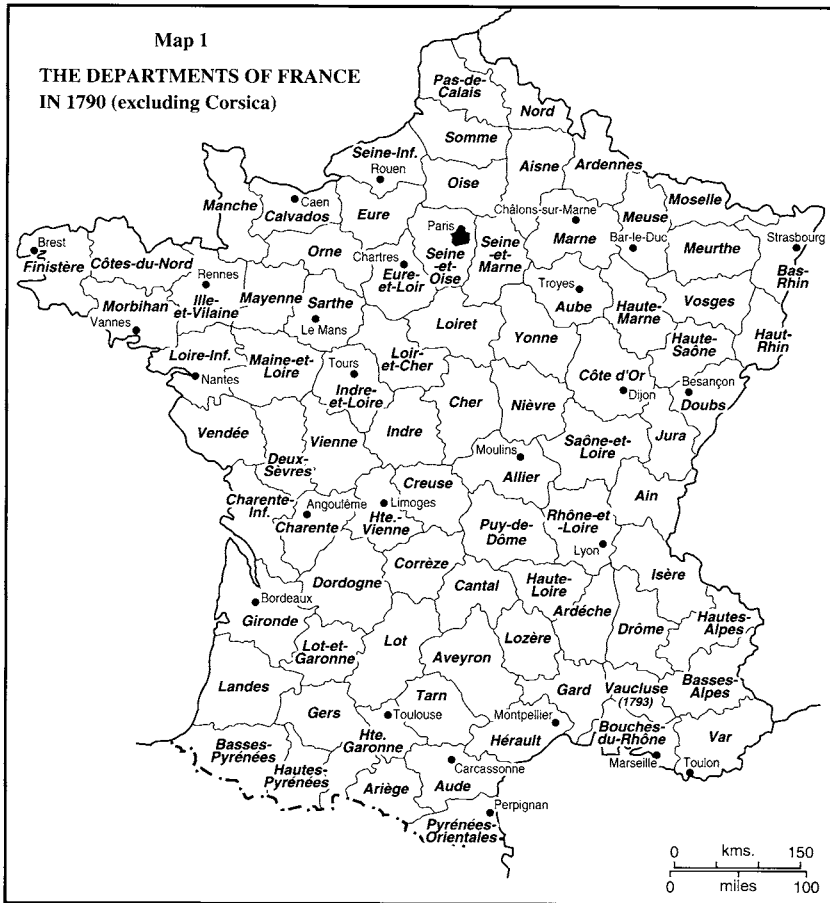 Map 1
THE DEPARTMENTS OF FRANCE
IN 1790 (excluding Corsica)
Pas-de-
Calais
Nord
Somme
Seine-Inf.
Rouen
Oise
Aisne
Ardennes
Manche
Caen
Calvados
Eure
Paris
Seine
-et-
Oise
Seine
-et-
Marne
Châlons-sur-Marne
Marne
Meuse
Bar-le-Duc
Moselle
Meurthe
Strasbourg
Bas-
Rhin
Brest
Finistère
Côtes-du-Nord
Orne
Chartres
Eure-
et-Loir
Rennes
Ille-
et-Vilaine
Mayenne
Sarthe
Le Mans
Morbihan
Vannes
Troyes
Aube
Haute-
Marne
Vosges
Haut-
Rhin
Loiret
Yonne
Haute-
Saône
Loire-Inf.
Nantes
Maine-et-
Loire
Tours
Indre-
et-Loire
Loir-
et-Cher
Cher
Nièvre
Côte d'Or
Dijon
Besançon
Doubs
Vendée
Deux-
Sèvres
Vienne
Indre
Moulins
Allier
Saône-et-
Loire
Jura
Charente-
Inf.
Angoulême
Charente
Limoges
Hte.-
Vienne
Creuse
Puy-de-
Dôme
Rhône-et
-Loire
Lyon
Ain
Bordeaux
Gironde
Dordogne
Corrèze
Cantal
Haute-
Loire
Ardéche
Isère
Drôme
Hautes-
Alpes
Lot-et-
Garonne
Lot
Aveyron
Lozère
Landes
Gers
Tarn
Toulouse
Hte.
Garonne
Gard
Montpellier
Hérault
Vaucluse
(1793)
Basses-
Alpes
Bouches-
du-Rhône
Marseille
Var
Toulon
Basses-
Pyrénées
Hautes-
Pyrénées
Ariège
Carcassonne
Aude
Perpignan
Pyrénées-
Orientales
0 kms. 150
0 miles 100